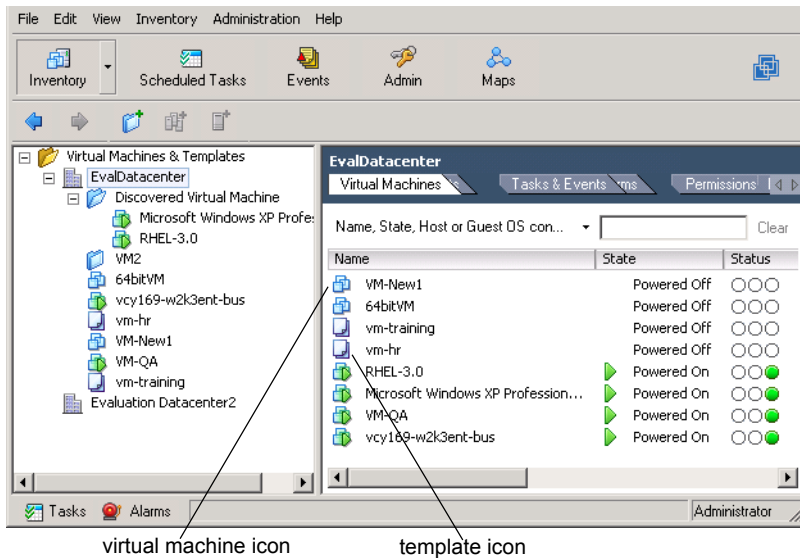 File Edit View Inventory Administration Help
Inventory Scheduled Tasks Events Admin Maps
Virtual Machines & Templates
EvalDatacenter
Discovered Virtual Machine
Microsoft Windows XP Profes
RHEL-3.0
VM2
64bitVM
vcy169-w2k3ent-bus
vm-hr
VM-New1
VM-QA
vm-training
Evaluation Datacenter2
EvalDatacenter
Virtual Machines Tasks & Events Permissions
Name, State, Host or Guest OS con... Clear
Name State Status
VM-New1 Powered Off
64bitVM Powered Off
vm-training Powered Off
vm-hr Powered Off
RHEL-3.0 Powered On
Microsoft Windows XP Profession... Powered On
VM-QA Powered On
vcy169-w2k3ent-bus Powered On
Tasks Alarms Administrator
virtual machine icon template icon